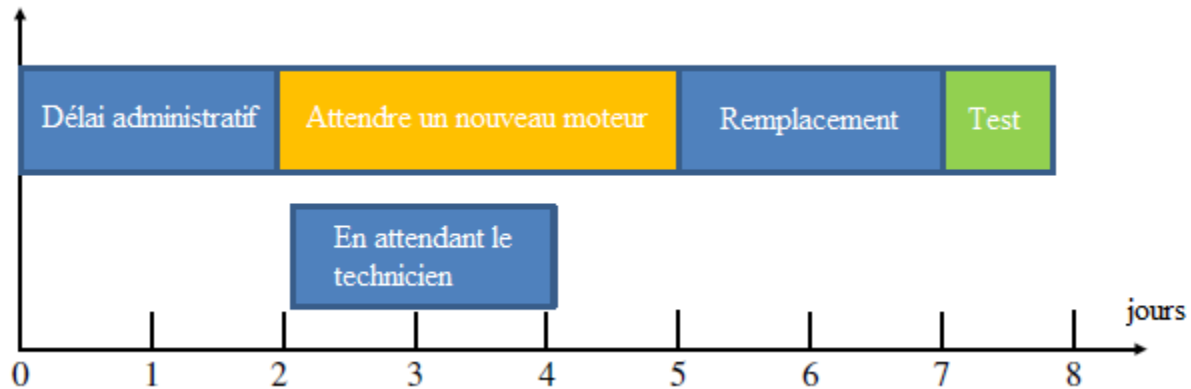 Délai administratif
Attendre un nouveau moteur
Remplacement
Test
En attendant le
technicien
jours
0 1 2 3 4 5 6 7 8